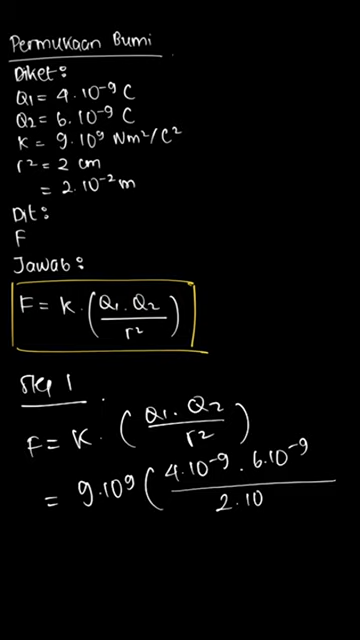 Permukaan Bumi
Diket:
Q1 = 4.10⁻⁹ C
Q2 = 6.10⁻⁹ C
K = 9.10⁹ Nm²/C²
r² = 2 cm
= 2.10⁻² m
Dit:
F
Jawab:
F = K. (Q1. Q2 / r²)
Step 1
F = K. (Q1. Q2 / r²)
= 9.10⁹ (4.10⁻⁹ . 6.10⁻⁹ / 2.10